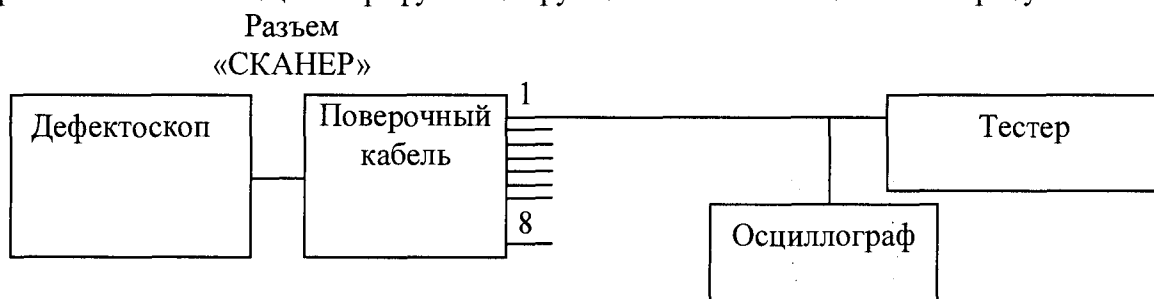 Разъем
«СКАНЕР»
1
Дефектоскоп
Поверочный
кабель
Тестер
8
Осциллограф